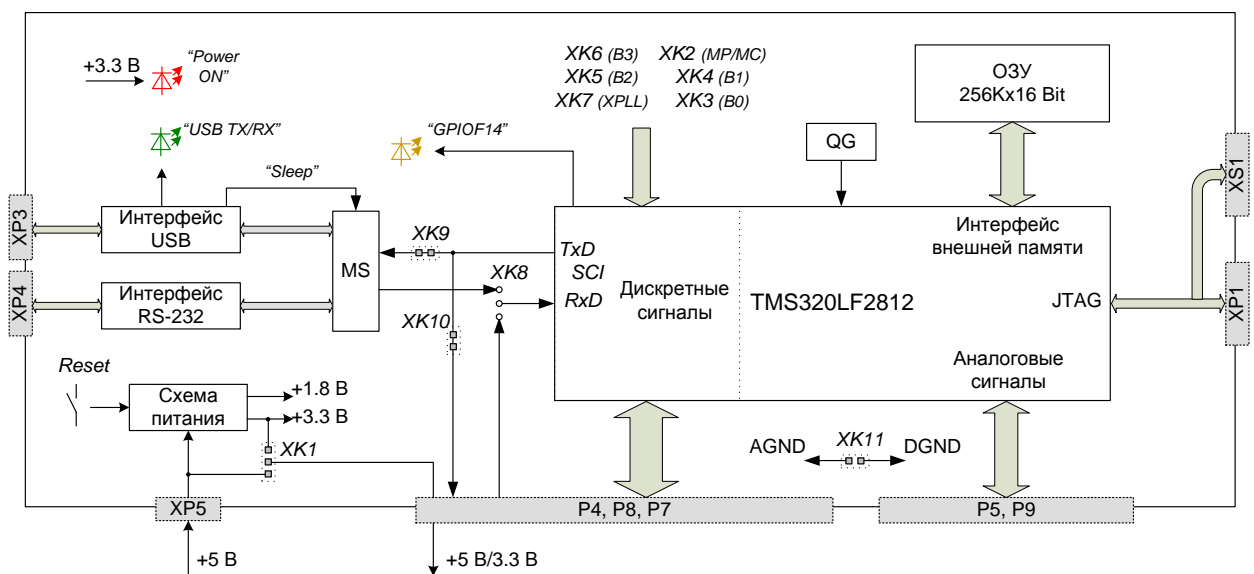 +3.3 В
“Power
ON”
“USB TX/RX”
“Sleep”
“GPIOF14”
XK6 (B3) XK2 (MP/MC)
XK5 (B2) XK4 (B1)
XK7 (XPLL) XK3 (B0)
ОЗУ
256Кx16 Bit
QG
XS1
XP3
Интерфейс
USB
MS
XK9
TxD
SCI
RxD
XK8
Дискретные
сигналы
TMS320LF2812
Интерфейс
внешней памяти
JTAG
XP1
XP4
Интерфейс
RS-232
XK10
Аналоговые
сигналы
Reset
Схема
питания
+1.8 В
+3.3 В
XK1
AGND
XK11
DGND
XP5
P4, P8, P7
P5, P9
+5 В
+5 В/3.3 В